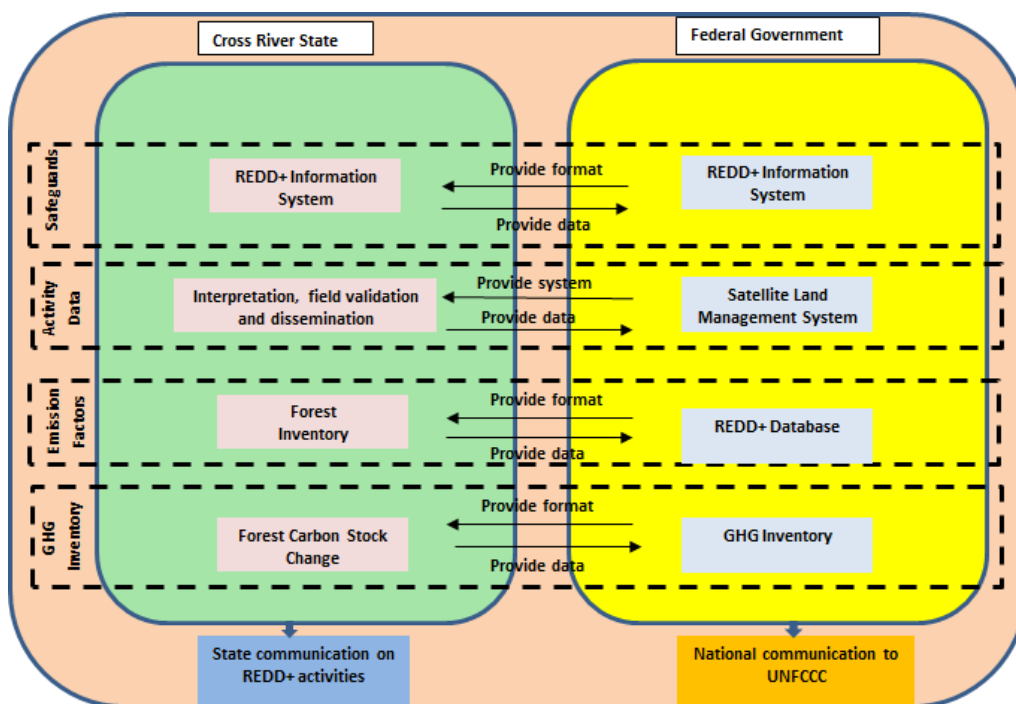 Cross River State
Federal Government
Safeguards
REDD+ Information
System
Provide format
Provide data
REDD+ Information
System
Activity
Data
Interpretation, field validation
and dissemination
Provide system
Provide data
Satellite Land
Management System
Emission
Factors
Forest
Inventory
Provide format
Provide data
REDD+ Database
GHG
Inventory
Forest Carbon Stock
Change
Provide format
Provide data
GHG Inventory
State communication on
REDD+ activities
National communication to
UNFCCC